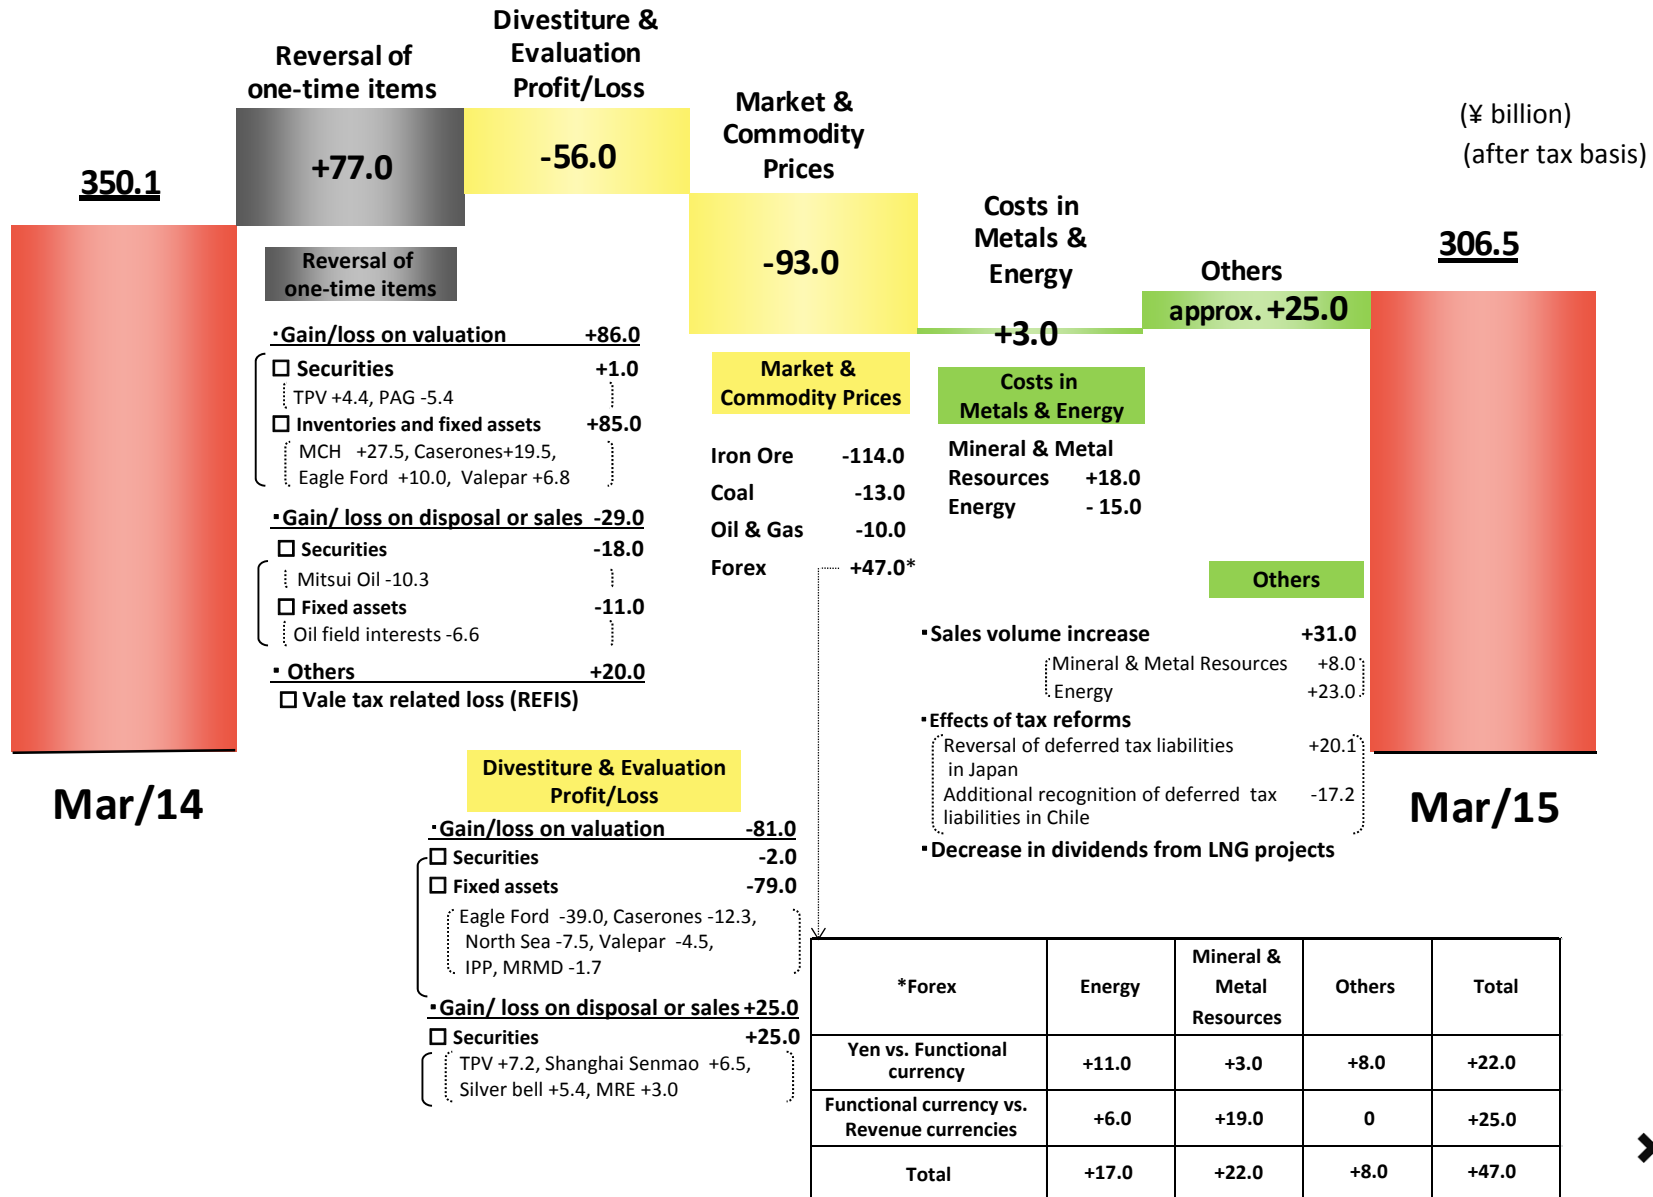 Reversal of
one-time items
Divestiture &
Evaluation
Profit/Loss
Market &
Commodity
Prices
Costs in
Metals &
Energy
Others
(¥ billion)
(after tax basis)
350.1
+77.0
-56.0
-93.0
+3.0
approx. +25.0
306.5
Mar/14
Mar/15
Reversal of
one-time items
▪Gain/loss on valuation +86.0
□ Securities +1.0
TPV +4.4, PAG -5.4
□ Inventories and fixed assets +85.0
MCH +27.5, Caserones+19.5,
Eagle Ford +10.0, Valepar +6.8
▪Gain/ loss on disposal or sales -29.0
□ Securities -18.0
Mitsui Oil -10.3
□ Fixed assets -11.0
Oil field interests -6.6
▪ Others +20.0
□ Vale tax related loss (REFIS)
Divestiture & Evaluation
Profit/Loss
▪Gain/loss on valuation -81.0
□ Securities -2.0
□ Fixed assets -79.0
Eagle Ford -39.0, Caserones -12.3,
North Sea -7.5, Valepar -4.5,
IPP, MRMD -1.7
▪Gain/ loss on disposal or sales +25.0
□ Securities +25.0
TPV +7.2, Shanghai Senmao +6.5,
Silver bell +5.4, MRE +3.0
Market &
Commodity Prices
Iron Ore -114.0
Coal -13.0
Oil & Gas -10.0
Forex +47.0*
Costs in
Metals & Energy
Mineral & Metal
Resources +18.0
Energy - 15.0
Others
▪Sales volume increase +31.0
Mineral & Metal Resources +8.0
Energy +23.0
▪Effects of tax reforms
Reversal of deferred tax liabilities +20.1
in Japan
Additional recognition of deferred tax -17.2
liabilities in Chile
▪Decrease in dividends from LNG projects
*Forex Energy Mineral & Metal Resources Others Total
Yen vs. Functional currency +11.0 +3.0 +8.0 +22.0
Functional currency vs. Revenue currencies +6.0 +19.0 0 +25.0
Total +17.0 +22.0 +8.0 +47.0